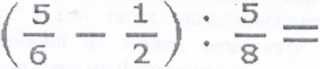 (5/6 − 1/2) : 5/8 =